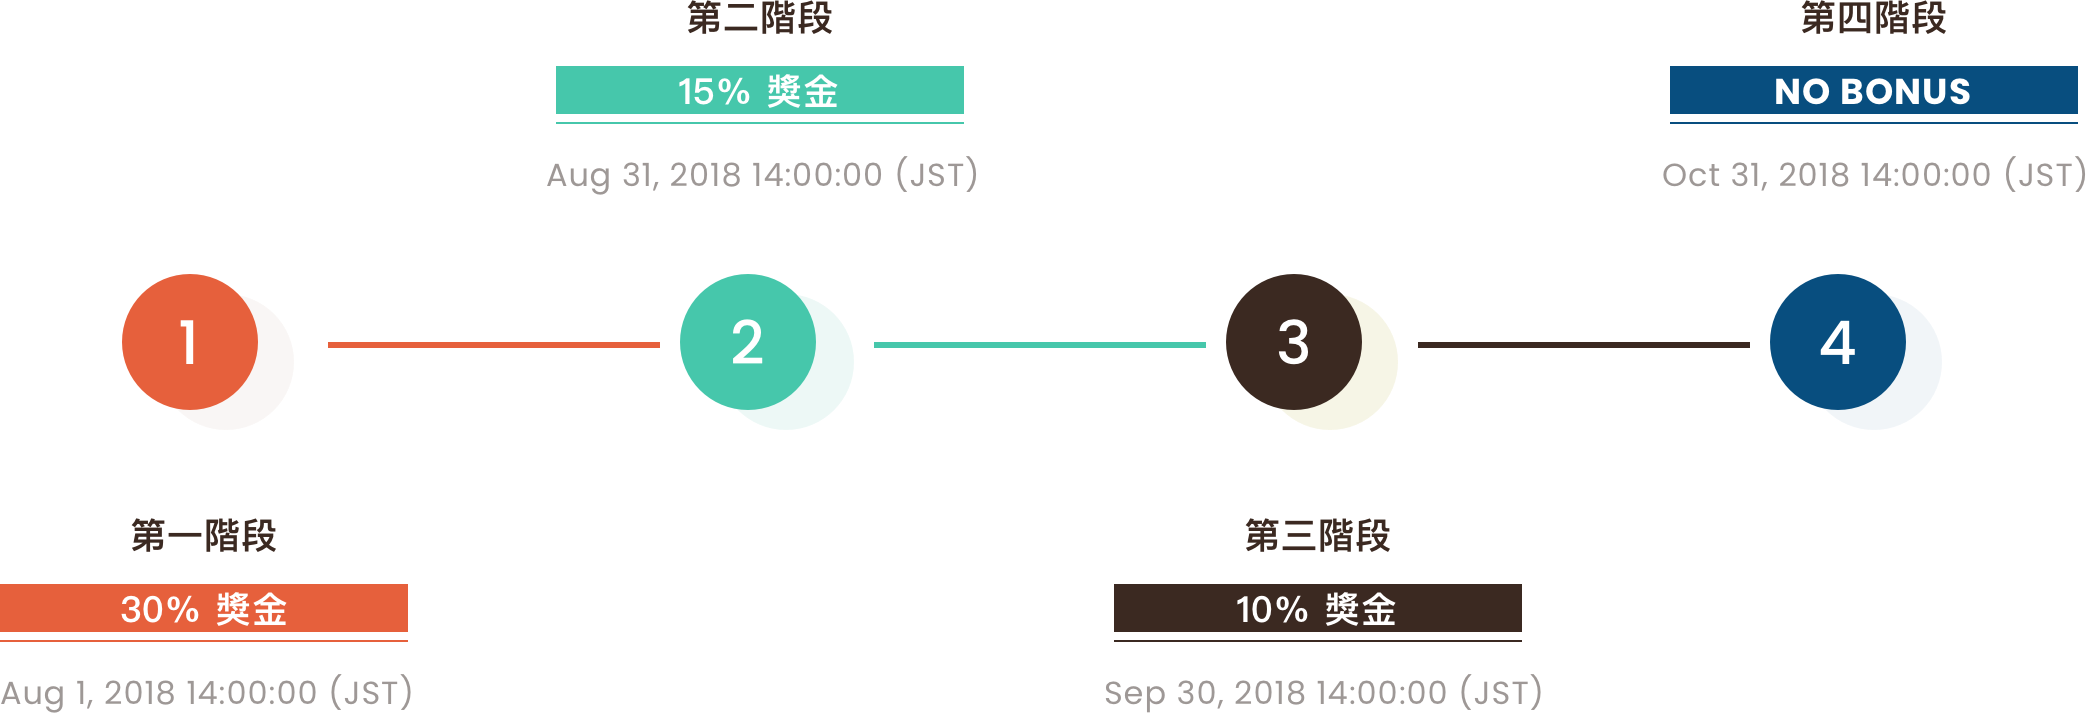 第二階段
15% 獎金
Aug 31, 2018 14:00:00 (JST)
第四階段
NO BONUS
Oct 31, 2018 14:00:00 (JST)
1
2
3
4
第一階段
30% 獎金
Aug 1, 2018 14:00:00 (JST)
第三階段
10% 獎金
Sep 30, 2018 14:00:00 (JST)